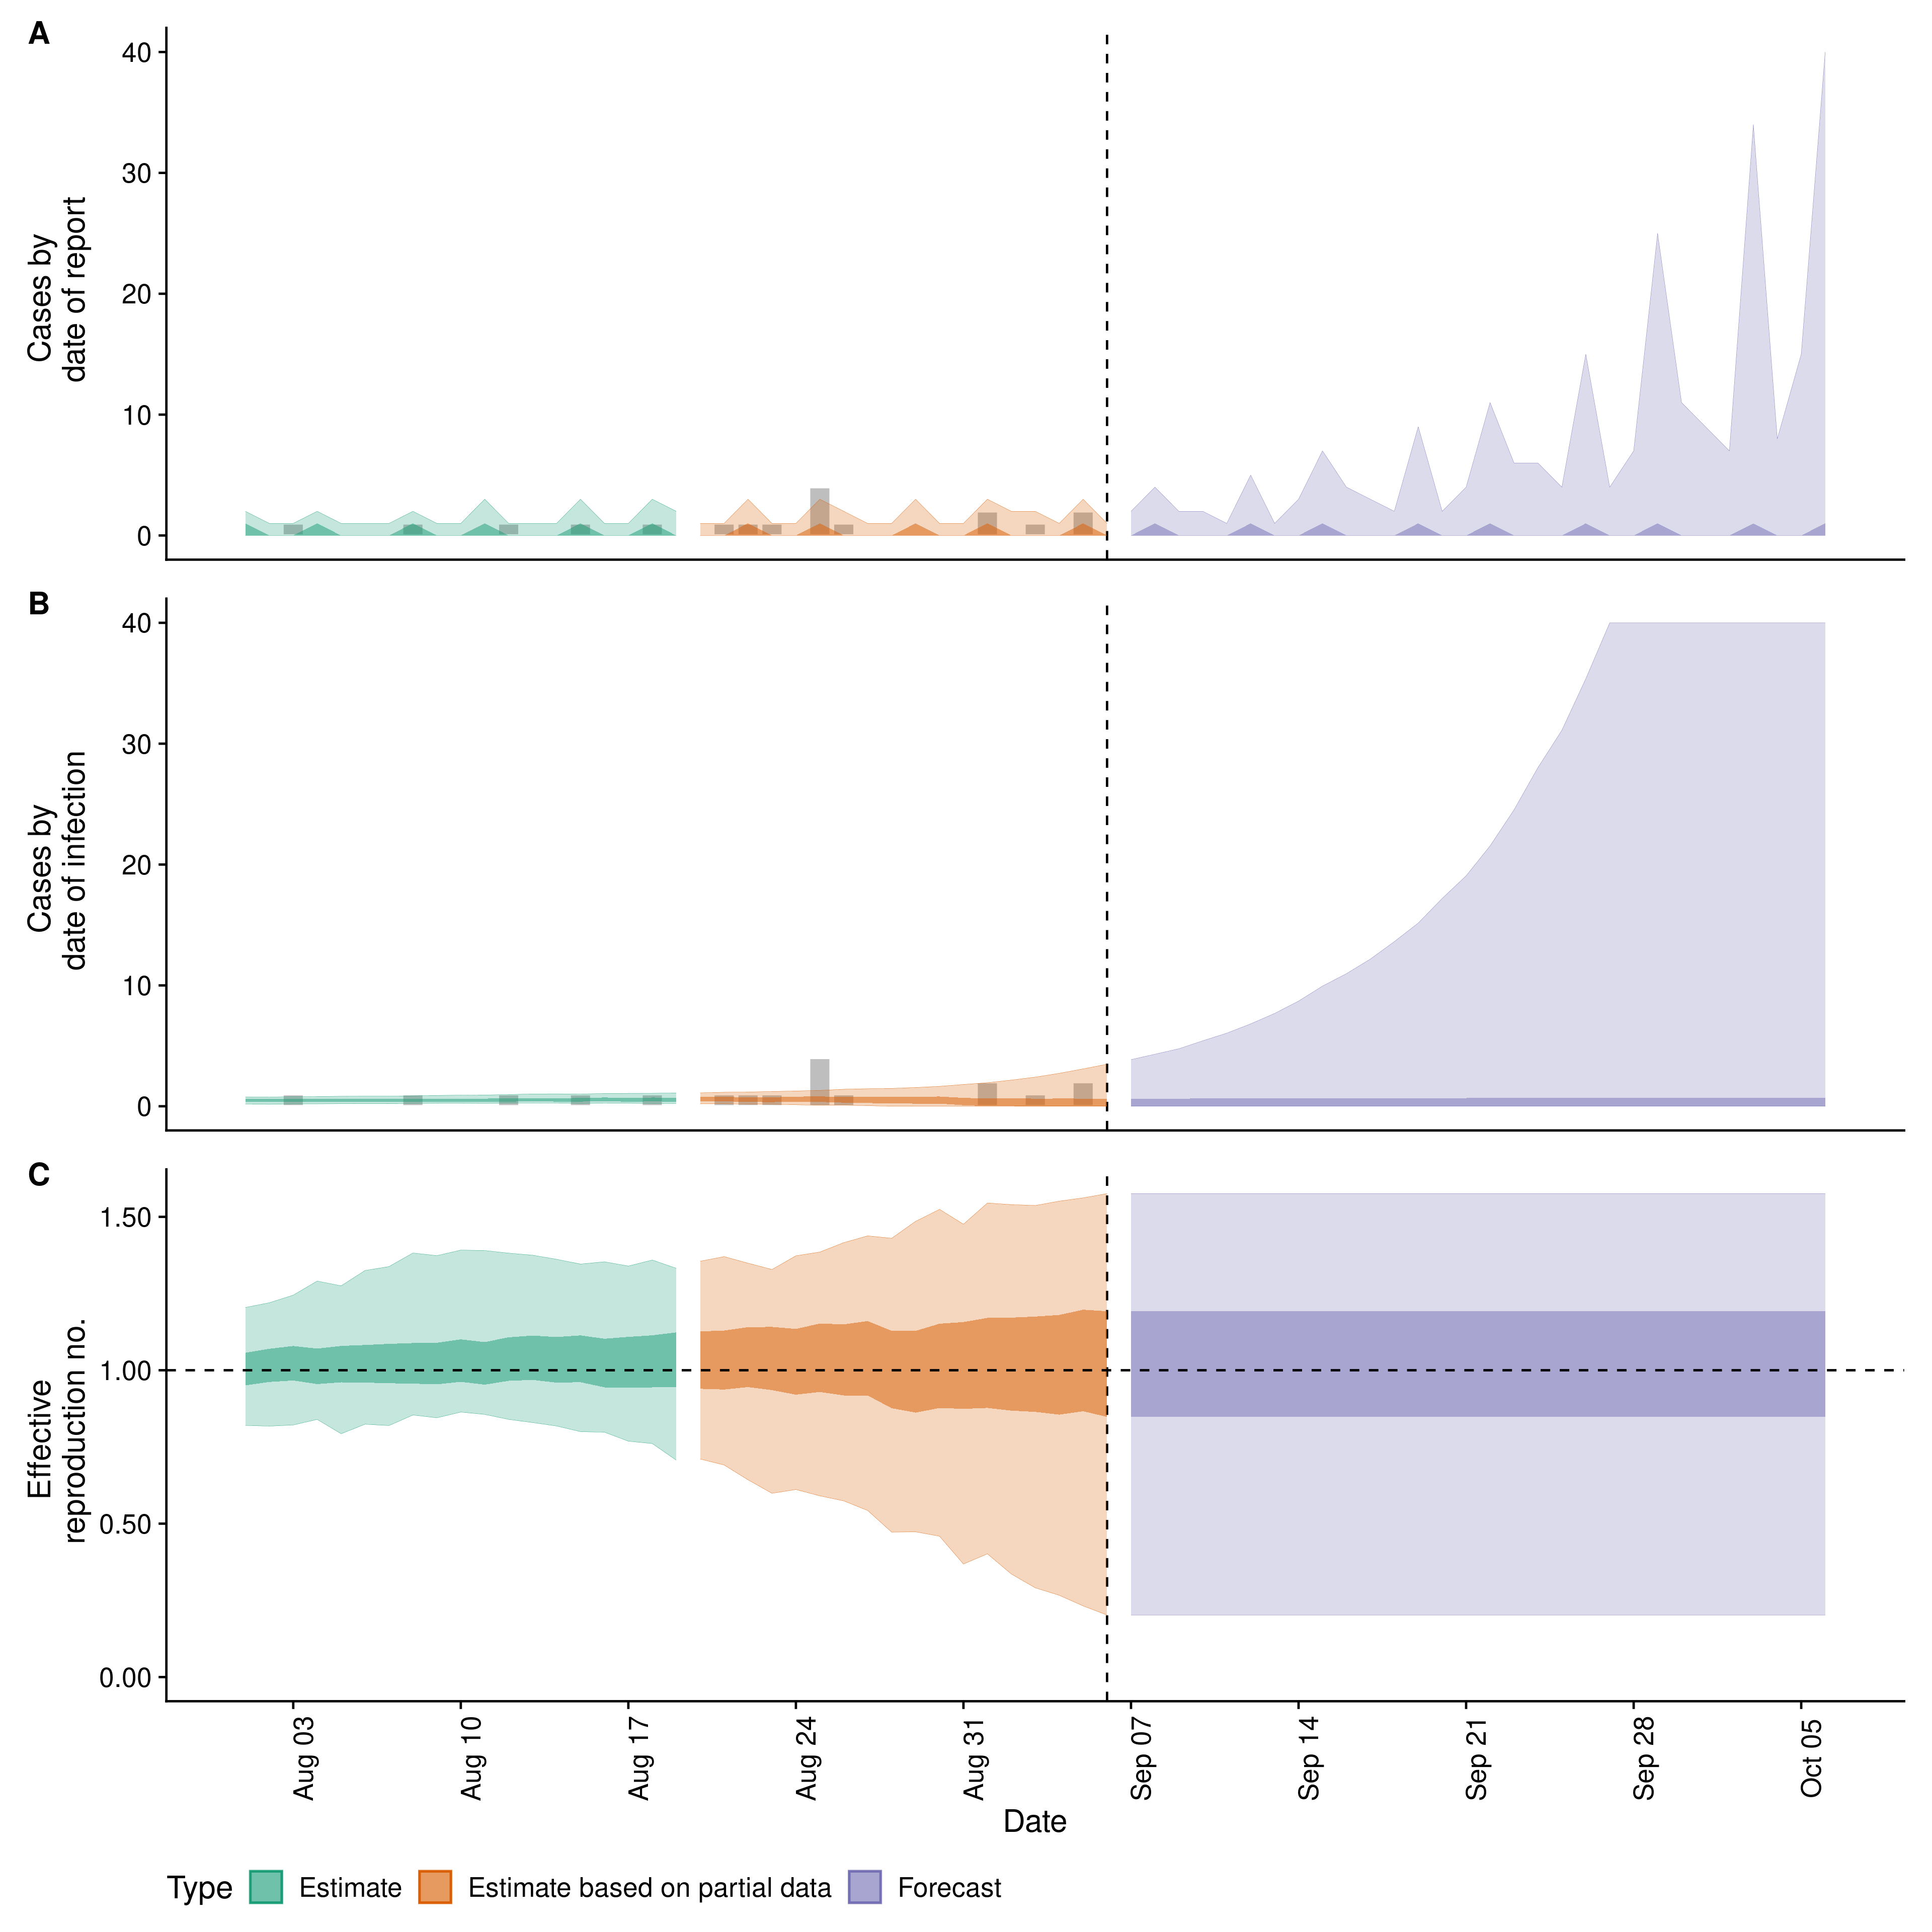 A
Cases by
date of report
40
30
20
10
0
B
Cases by
date of infection
40
30
20
10
0
C
Effective
reproduction no.
1.50
1.00
0.50
0.00
Aug 03
Aug 10
Aug 17
Aug 24
Aug 31
Sep 07
Sep 14
Sep 21
Sep 28
Oct 05
Date
Type
Estimate
Estimate based on partial data
Forecast